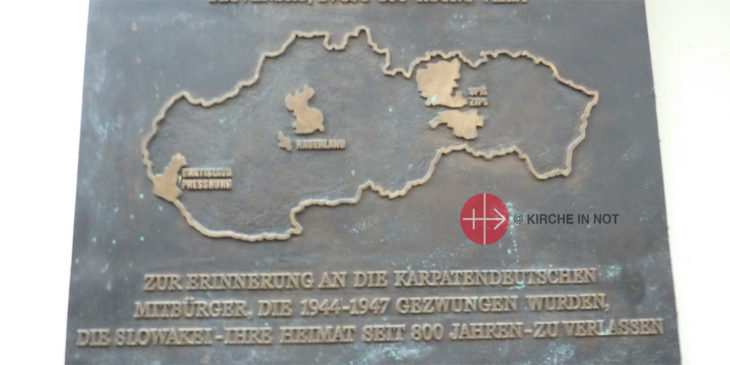 SPIŠ
ZIPS
HAUERLAND
BRATISLAVA
PRESSBURG
© KIRCHE IN NOT
ZUR ERINNERUNG AN DIE KARPATENDEUTSCHEN
MITBÜRGER, DIE 1944-1947 GEZWUNGEN WURDEN,
DIE SLOWAKEI - IHRE HEIMAT SEIT 800 JAHREN - ZU VERLASSEN